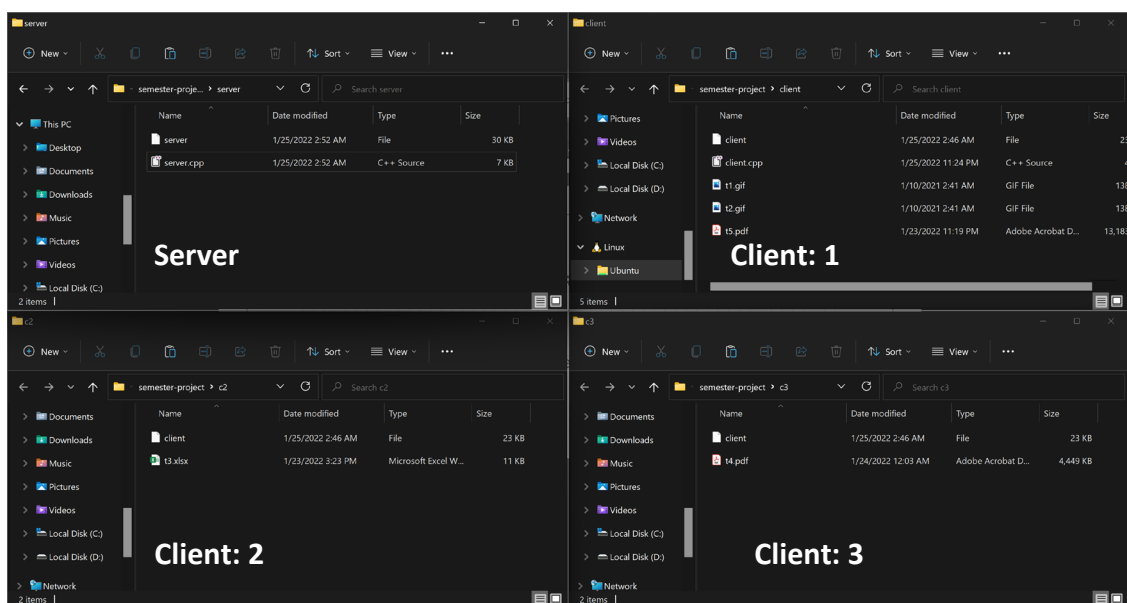 server
New Sort View ...
semester-proje... > server Search server
Name Date modified Type Size
This PC
server 1/25/2022 2:52 AM File 30 KB
Desktop
server.cpp 1/25/2022 2:52 AM C++ Source 7 KB
Documents
Downloads
Music
Pictures
Server
Videos
Local Disk (C:)
2 items
client
New Sort View ...
semester-project > client Search client
Name Date modified Type Size
Pictures
client 1/25/2022 2:46 AM File
Videos
client.cpp 1/25/2022 11:24 PM C++ Source
Local Disk (C:)
t1.gif 1/10/2021 2:41 AM GIF File
Local Disk (D:)
t2.gif 1/10/2021 2:41 AM GIF File
Network
t5.pdf 1/23/2022 11:19 PM Adobe Acrobat D... 13,183
Linux
Client: 1
Ubuntu
5 items
c2
New Sort View ...
semester-project > c2 Search c2
Name Date modified Type Size
Documents
client 1/25/2022 2:46 AM File 23 KB
Downloads
t3.xlsx 1/23/2022 3:23 PM Microsoft Excel W... 11 KB
Music
Pictures
Videos
Local Disk (C:)
Client: 2
Local Disk (D:)
Network
2 items
c3
New Sort View ...
semester-project > c3 Search c3
Name Date modified Type Size
Documents
client 1/25/2022 2:46 AM File 23 KB
Downloads
t4.pdf 1/24/2022 12:03 AM Adobe Acrobat D... 4,449 KB
Music
Pictures
Videos
Local Disk (C:)
Client: 3
Local Disk (D:)
Network
2 items